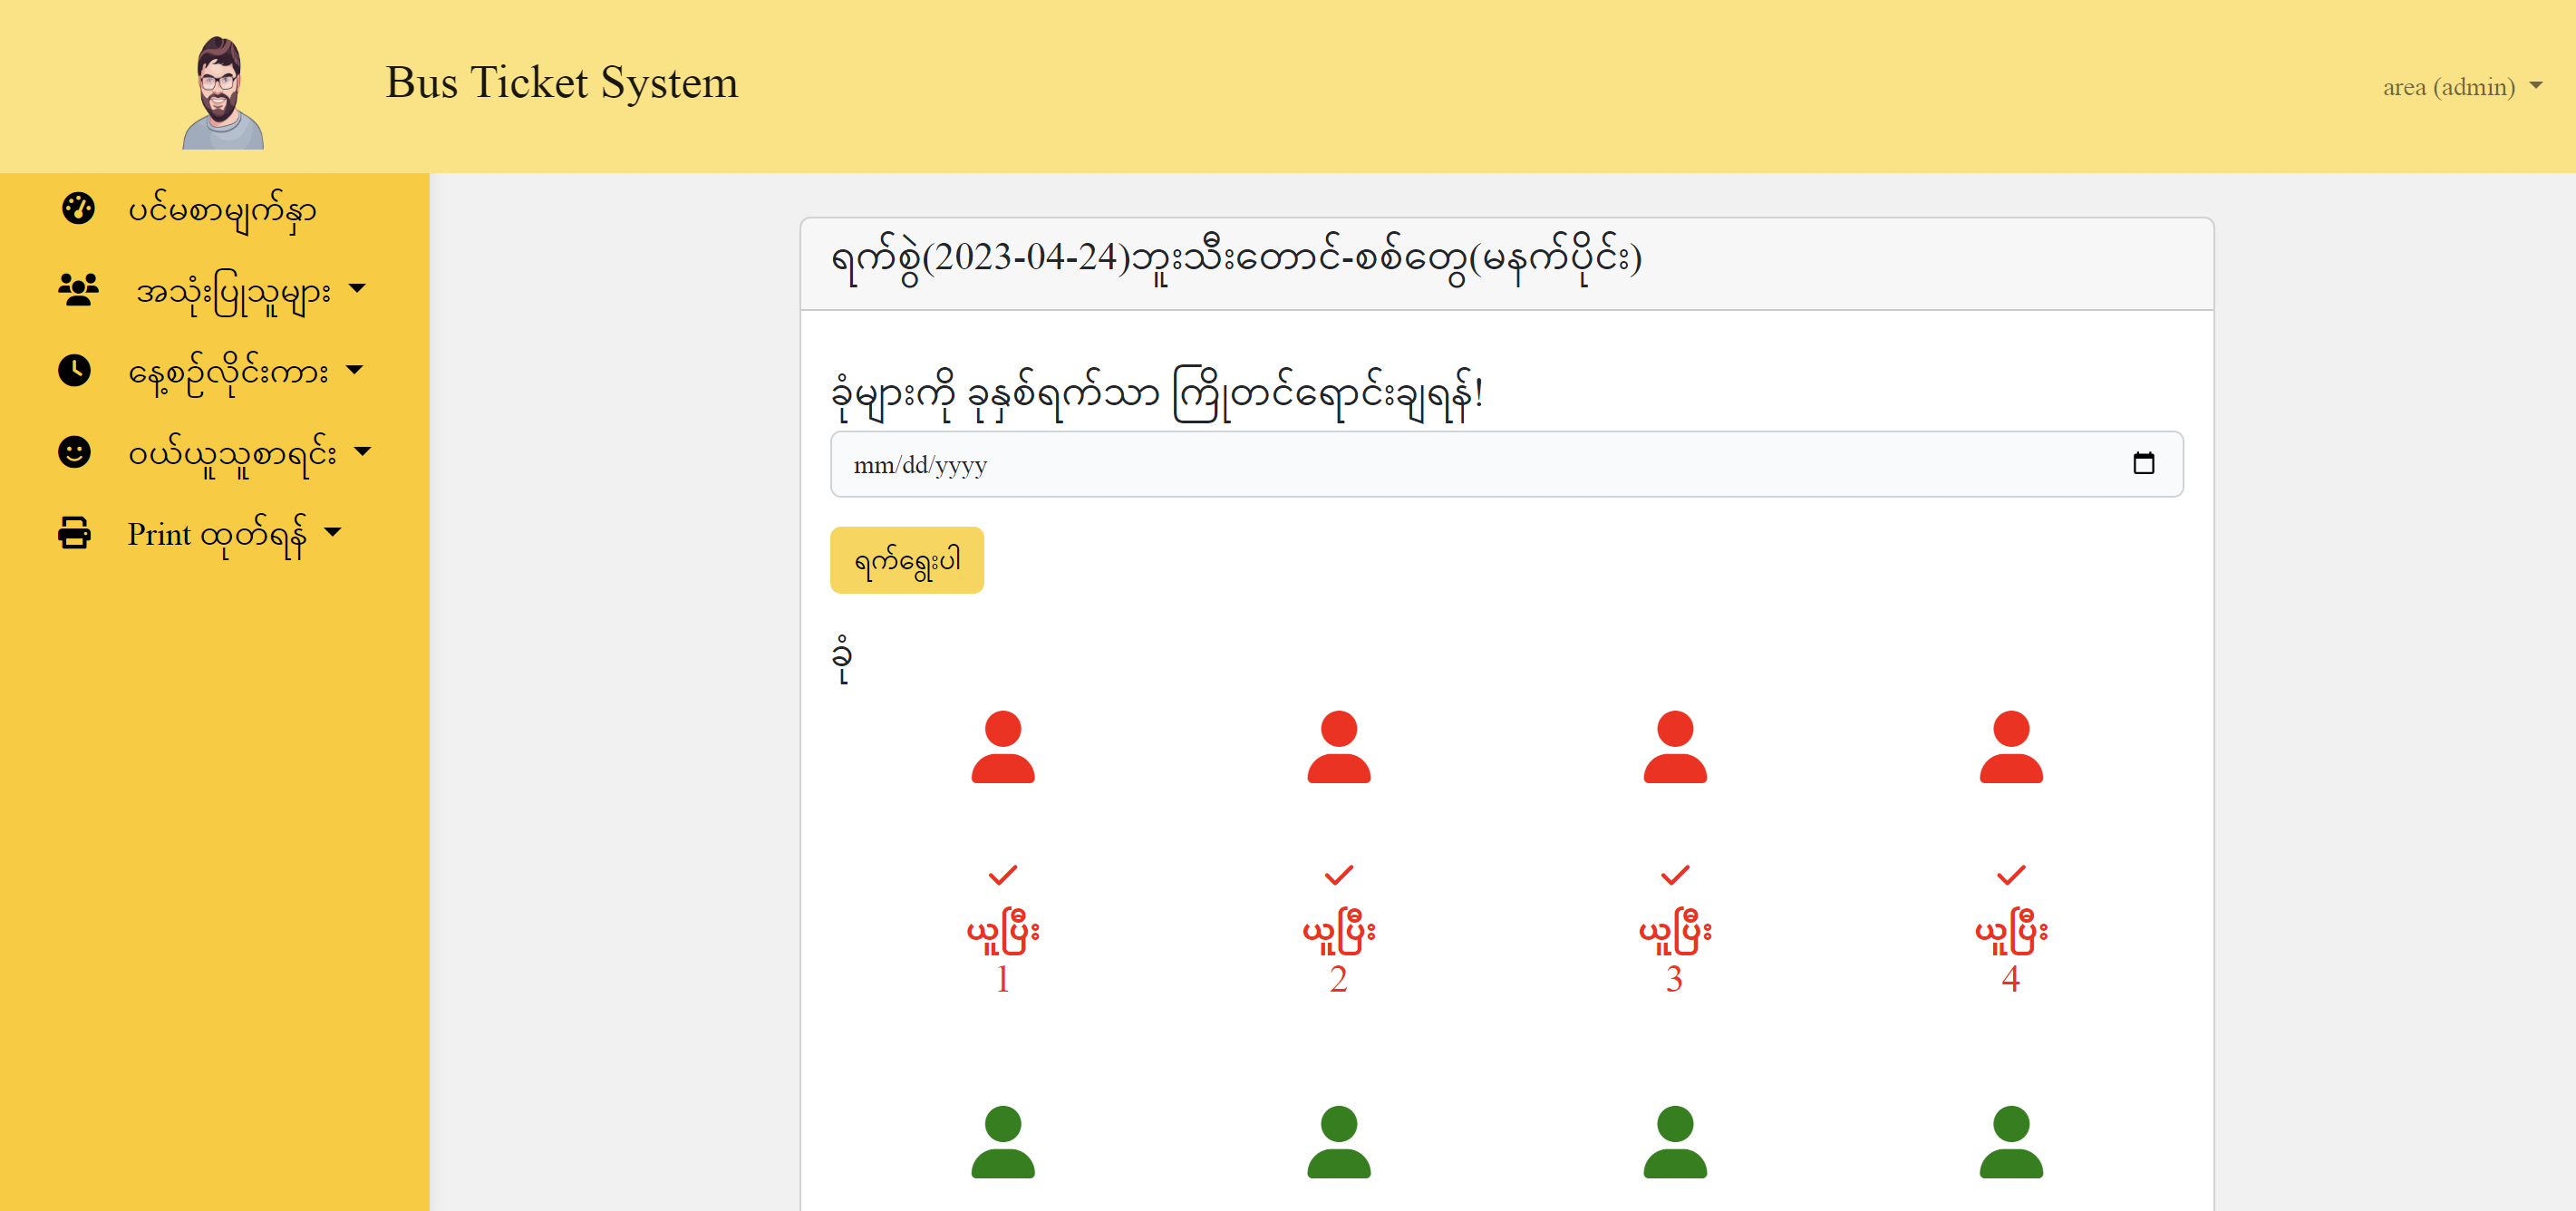 Bus Ticket System
area (admin)
ပင်မစာမျက်နှာ
အသုံးပြုသူများ
နေ့စဉ်လိုင်းကား
ဝယ်ယူသူစာရင်း
Print ထုတ်ရန်
ရက်စွဲ(2023-04-24)ဘူးသီးတောင်-စစ်တွေ(မနက်ပိုင်း)
ခုံများကို ခုနှစ်ရက်သာ ကြိုတင်ရောင်းချရန်!
mm/dd/yyyy
ရက်ရွေးပါ
ခုံ
ယူပြီး ယူပြီး ယူပြီး ယူပြီး
1 2 3 4